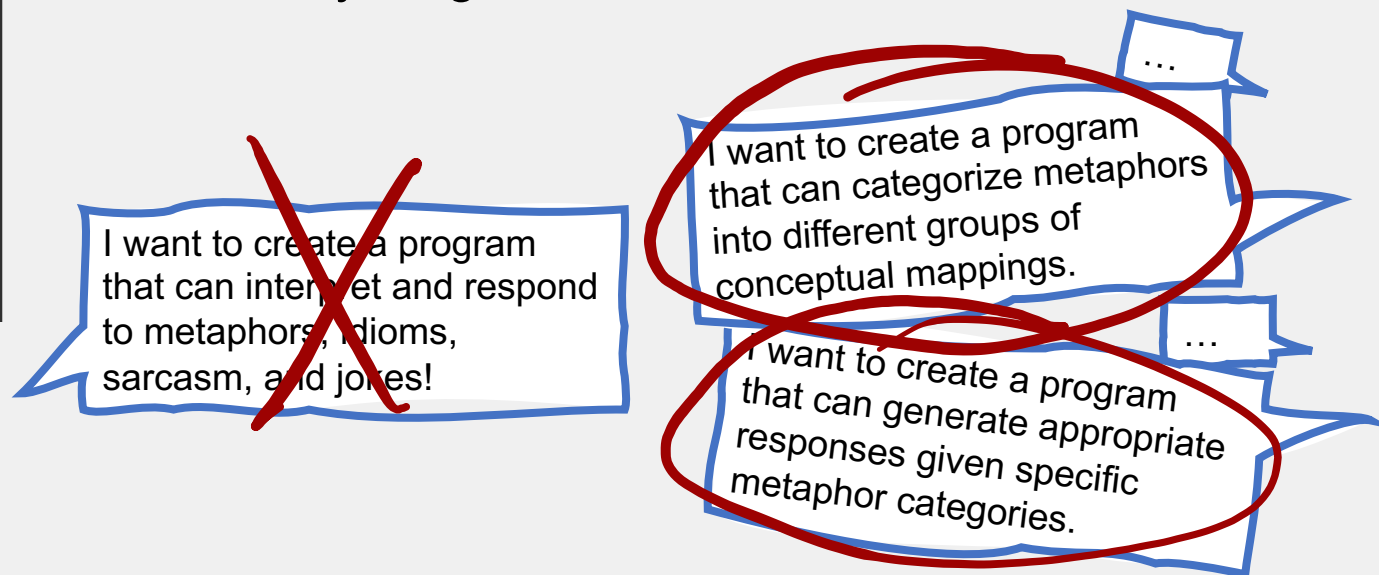 I want to create a program
that can interpret and respond
to metaphors, idioms,
sarcasm, and jokes!
…
I want to create a program
that can categorize metaphors
into different groups of
conceptual mappings.
…
I want to create a program
that can generate appropriate
responses given specific
metaphor categories.